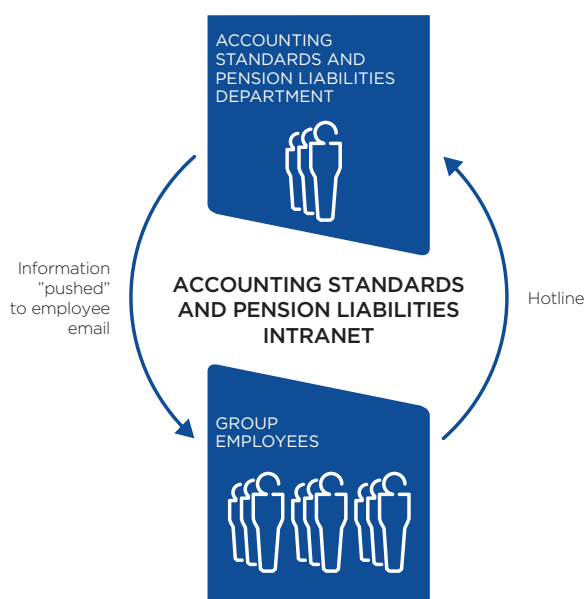 ACCOUNTING
STANDARDS AND
PENSION LIABILITIES
DEPARTMENT
Information
"pushed"
to employee
email
ACCOUNTING STANDARDS
AND PENSION LIABILITIES
INTRANET
Hotline
GROUP
EMPLOYEES